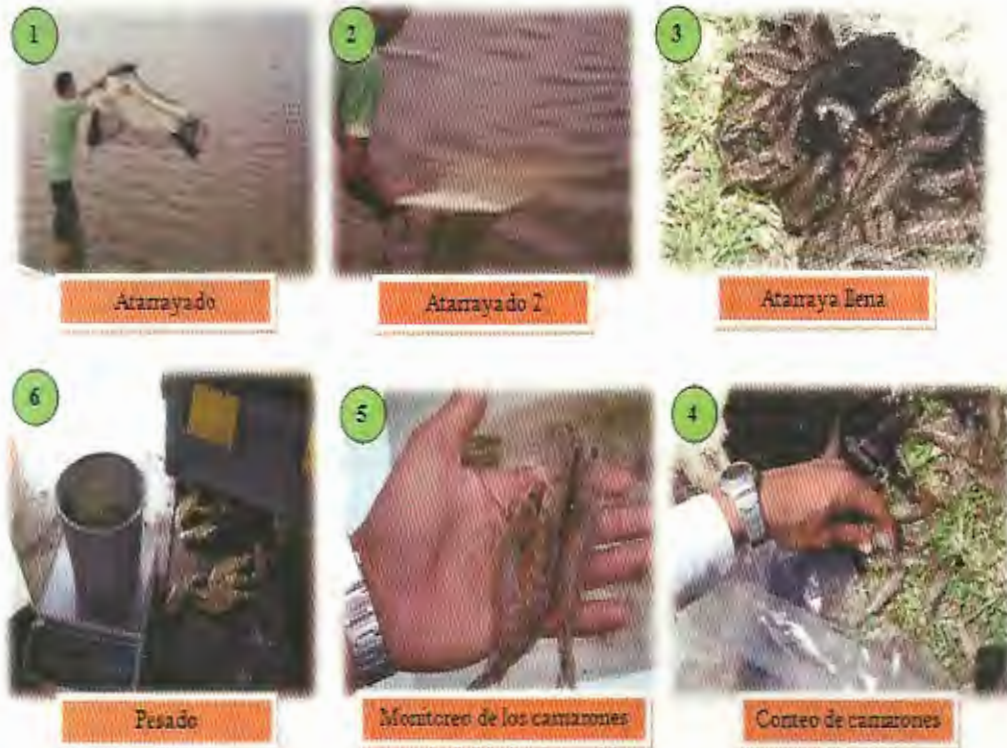 1
Atarrayado
2
Atarrayado 2
3
Atarraya llena
6
Pesado
5
Monitoreo de los camarones
4
Conteo de camarones